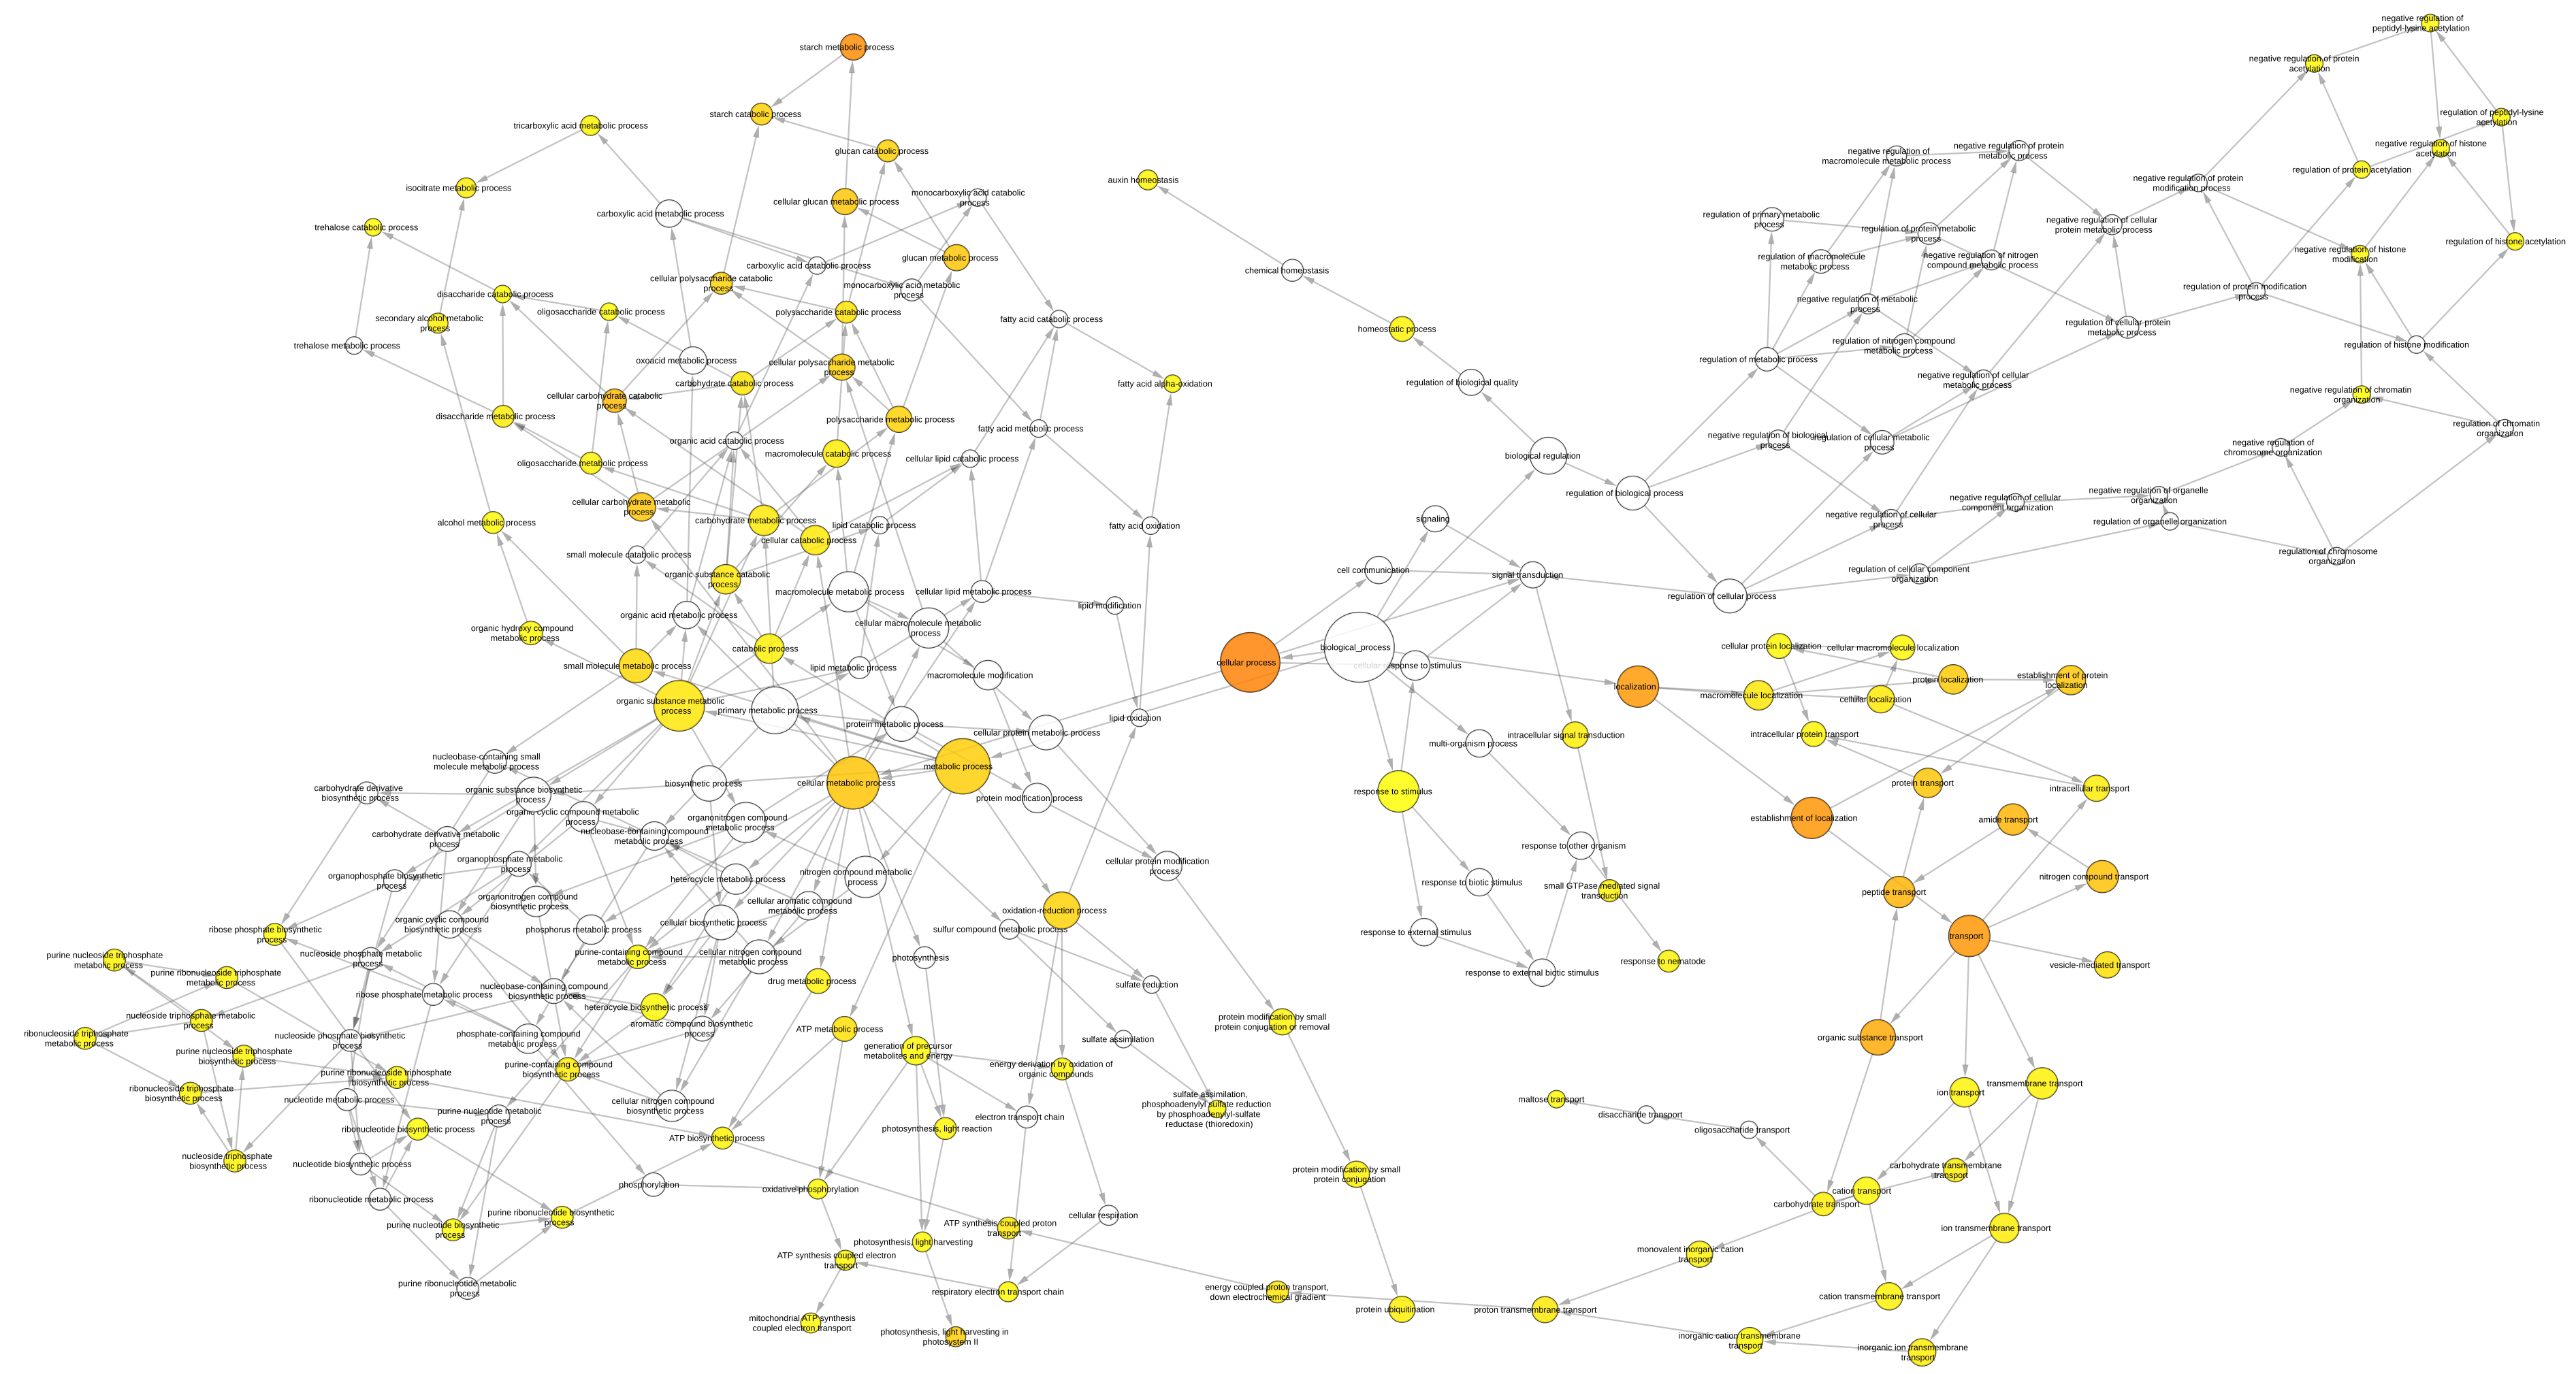 negative regulation of
peptidyl-lysine acetylation
starch metabolic process
negative regulation of protein
acetylation
starch catabolic process
tricarboxylic acid metabolic process
regulation of peptidyl-lysine
acetylation
glucan catabolic process
negative regulation of
macromolecule metabolic process
negative regulation of protein
metabolic process
negative regulation of histone
acetylation
auxin homeostasis
regulation of protein acetylation
isocitrate metabolic process
negative regulation of protein
modification process
cellular glucan metabolic process
monocarboxylic acid catabolic
process
carboxylic acid metabolic process
regulation of primary metabolic
process
negative regulation of cellular
protein metabolic process
trehalose catabolic process
regulation of protein metabolic
process
regulation of histone acetylation
glucan metabolic process
carboxylic acid catabolic process
regulation of macromolecule
metabolic process
negative regulation of nitrogen
compound metabolic process
negative regulation of histone
modification
chemical homeostasis
cellular polysaccharide catabolic
process
monocarboxylic acid metabolic
process
regulation of protein modification
process
disaccharide catabolic process
negative regulation of metabolic
process
oligosaccharide catabolic process
polysaccharide catabolic process
secondary alcohol metabolic
process
fatty acid catabolic process
homeostatic process
regulation of cellular protein
metabolic process
trehalose metabolic process
regulation of nitrogen compound
metabolic process
regulation of histone modification
oxoacid metabolic process
cellular polysaccharide metabolic
process
regulation of metabolic process
carbohydrate catabolic process
fatty acid alpha-oxidation
regulation of biological quality
negative regulation of cellular
metabolic process
cellular carbohydrate catabolic
process
negative regulation of chromatin
organization
disaccharide metabolic process
polysaccharide metabolic process
fatty acid metabolic process
regulation of chromatin
organization
organic acid catabolic process
negative regulation of biological
process
regulation of cellular metabolic
process
negative regulation of
chromosome organization
macromolecule catabolic process
cellular lipid catabolic process
biological regulation
oligosaccharide metabolic process
regulation of biological process
negative regulation of organelle
organization
cellular carbohydrate metabolic
process
negative regulation of cellular
component organization
alcohol metabolic process
carbohydrate metabolic process
lipid catabolic process
fatty acid oxidation
signaling
negative regulation of cellular
process
regulation of organelle organization
cellular catabolic process
small molecule catabolic process
regulation of chromosome
organization
organic substance catabolic
process
cell communication
signal transduction
regulation of cellular component
organization
macromolecule metabolic process
cellular lipid metabolic process
regulation of cellular process
lipid modification
organic acid metabolic process
cellular macromolecule metabolic
process
organic hydroxy compound
metabolic process
catabolic process
biological_process
cellular protein localization
cellular macromolecule localization
small molecule metabolic process
lipid metabolic process
cellular process
cellular response to stimulus
macromolecule modification
protein localization
establishment of protein
localization
localization
macromolecule localization
cellular localization
organic substance metabolic
process
primary metabolic process
protein metabolic process
lipid oxidation
cellular protein metabolic process
intracellular signal transduction
intracellular protein transport
multi-organism process
nucleobase-containing small
molecule metabolic process
metabolic process
biosynthetic process
cellular metabolic process
protein transport
intracellular transport
carbohydrate derivative
biosynthetic process
organic substance biosynthetic
process
protein modification process
response to stimulus
organic cyclic compound metabolic
process
organonitrogen compound
metabolic process
establishment of localization
amide transport
carbohydrate derivative metabolic
process
nucleobase-containing compound
metabolic process
response to other organism
organophosphate metabolic
process
cellular protein modification
process
organophosphate biosynthetic
process
heterocycle metabolic process
nitrogen compound metabolic
process
response to biotic stimulus
small GTPase mediated signal
transduction
peptide transport
nitrogen compound transport
organonitrogen compound
biosynthetic process
cellular aromatic compound
metabolic process
oxidation-reduction process
organic cyclic compound
biosynthetic process
cellular biosynthetic process
ribose phosphate biosynthetic
process
phosphorus metabolic process
sulfur compound metabolic process
response to external stimulus
transport
purine nucleoside triphosphate
metabolic process
nucleoside phosphate metabolic
process
purine-containing compound
metabolic process
cellular nitrogen compound
metabolic process
photosynthesis
response to nematode
vesicle-mediated transport
purine ribonucleoside triphosphate
metabolic process
response to external biotic stimulus
drug metabolic process
sulfate reduction
ribose phosphate metabolic process
nucleobase-containing compound
biosynthetic process
heterocycle biosynthetic process
nucleoside triphosphate metabolic
process
aromatic compound biosynthetic
process
protein modification by small
protein conjugation or removal
ATP metabolic process
ribonucleoside triphosphate
metabolic process
nucleoside phosphate biosynthetic
process
phosphate-containing compound
metabolic process
sulfate assimilation
organic substance transport
purine nucleoside triphosphate
biosynthetic process
generation of precursor
metabolites and energy
energy derivation by oxidation of
organic compounds
purine ribonucleoside triphosphate
biosynthetic process
purine-containing compound
biosynthetic process
ribonucleoside triphosphate
biosynthetic process
transmembrane transport
ion transport
nucleotide metabolic process
cellular nitrogen compound
biosynthetic process
maltose transport
sulfate assimilation,
phosphoadenylyl sulfate reduction
by phosphoadenylyl-sulfate
reductase (thioredoxin)
purine nucleotide metabolic
process
electron transport chain
disaccharide transport
ribonucleotide biosynthetic process
photosynthesis, light reaction
oligosaccharide transport
ATP biosynthetic process
nucleoside triphosphate
biosynthetic process
nucleotide biosynthetic process
carbohydrate transmembrane
transport
protein modification by small
protein conjugation
phosphorylation
oxidative phosphorylation
cation transport
ribonucleotide metabolic process
carbohydrate transport
purine ribonucleotide biosynthetic
process
cellular respiration
purine nucleotide biosynthetic
process
ATP synthesis coupled proton
transport
ion transmembrane transport
photosynthesis, light harvesting
monovalent inorganic cation
transport
ATP synthesis coupled electron
transport
purine ribonucleotide metabolic
process
respiratory electron transport chain
energy coupled proton transport,
down electrochemical gradient
cation transmembrane transport
protein ubiquitination
proton transmembrane transport
mitochondrial ATP synthesis
coupled electron transport
photosynthesis, light harvesting in
photosystem II
inorganic cation transmembrane
transport
inorganic ion transmembrane
transport